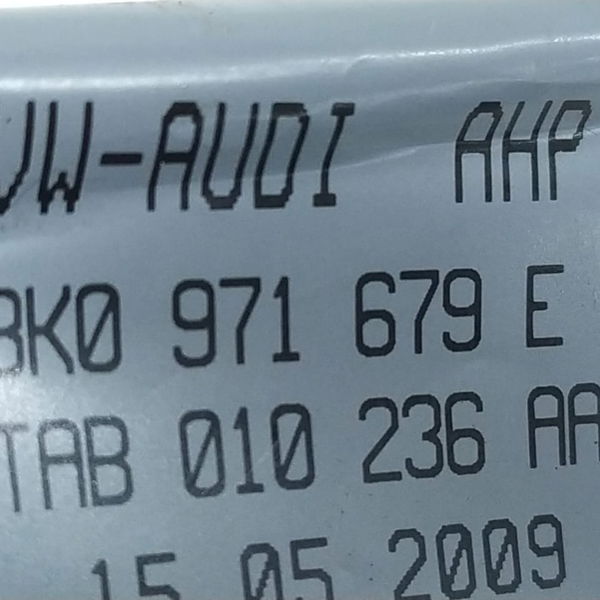 VW-AUDI AHP
8K0 971 679 E
TAB 010 236 AA
15.05.2009